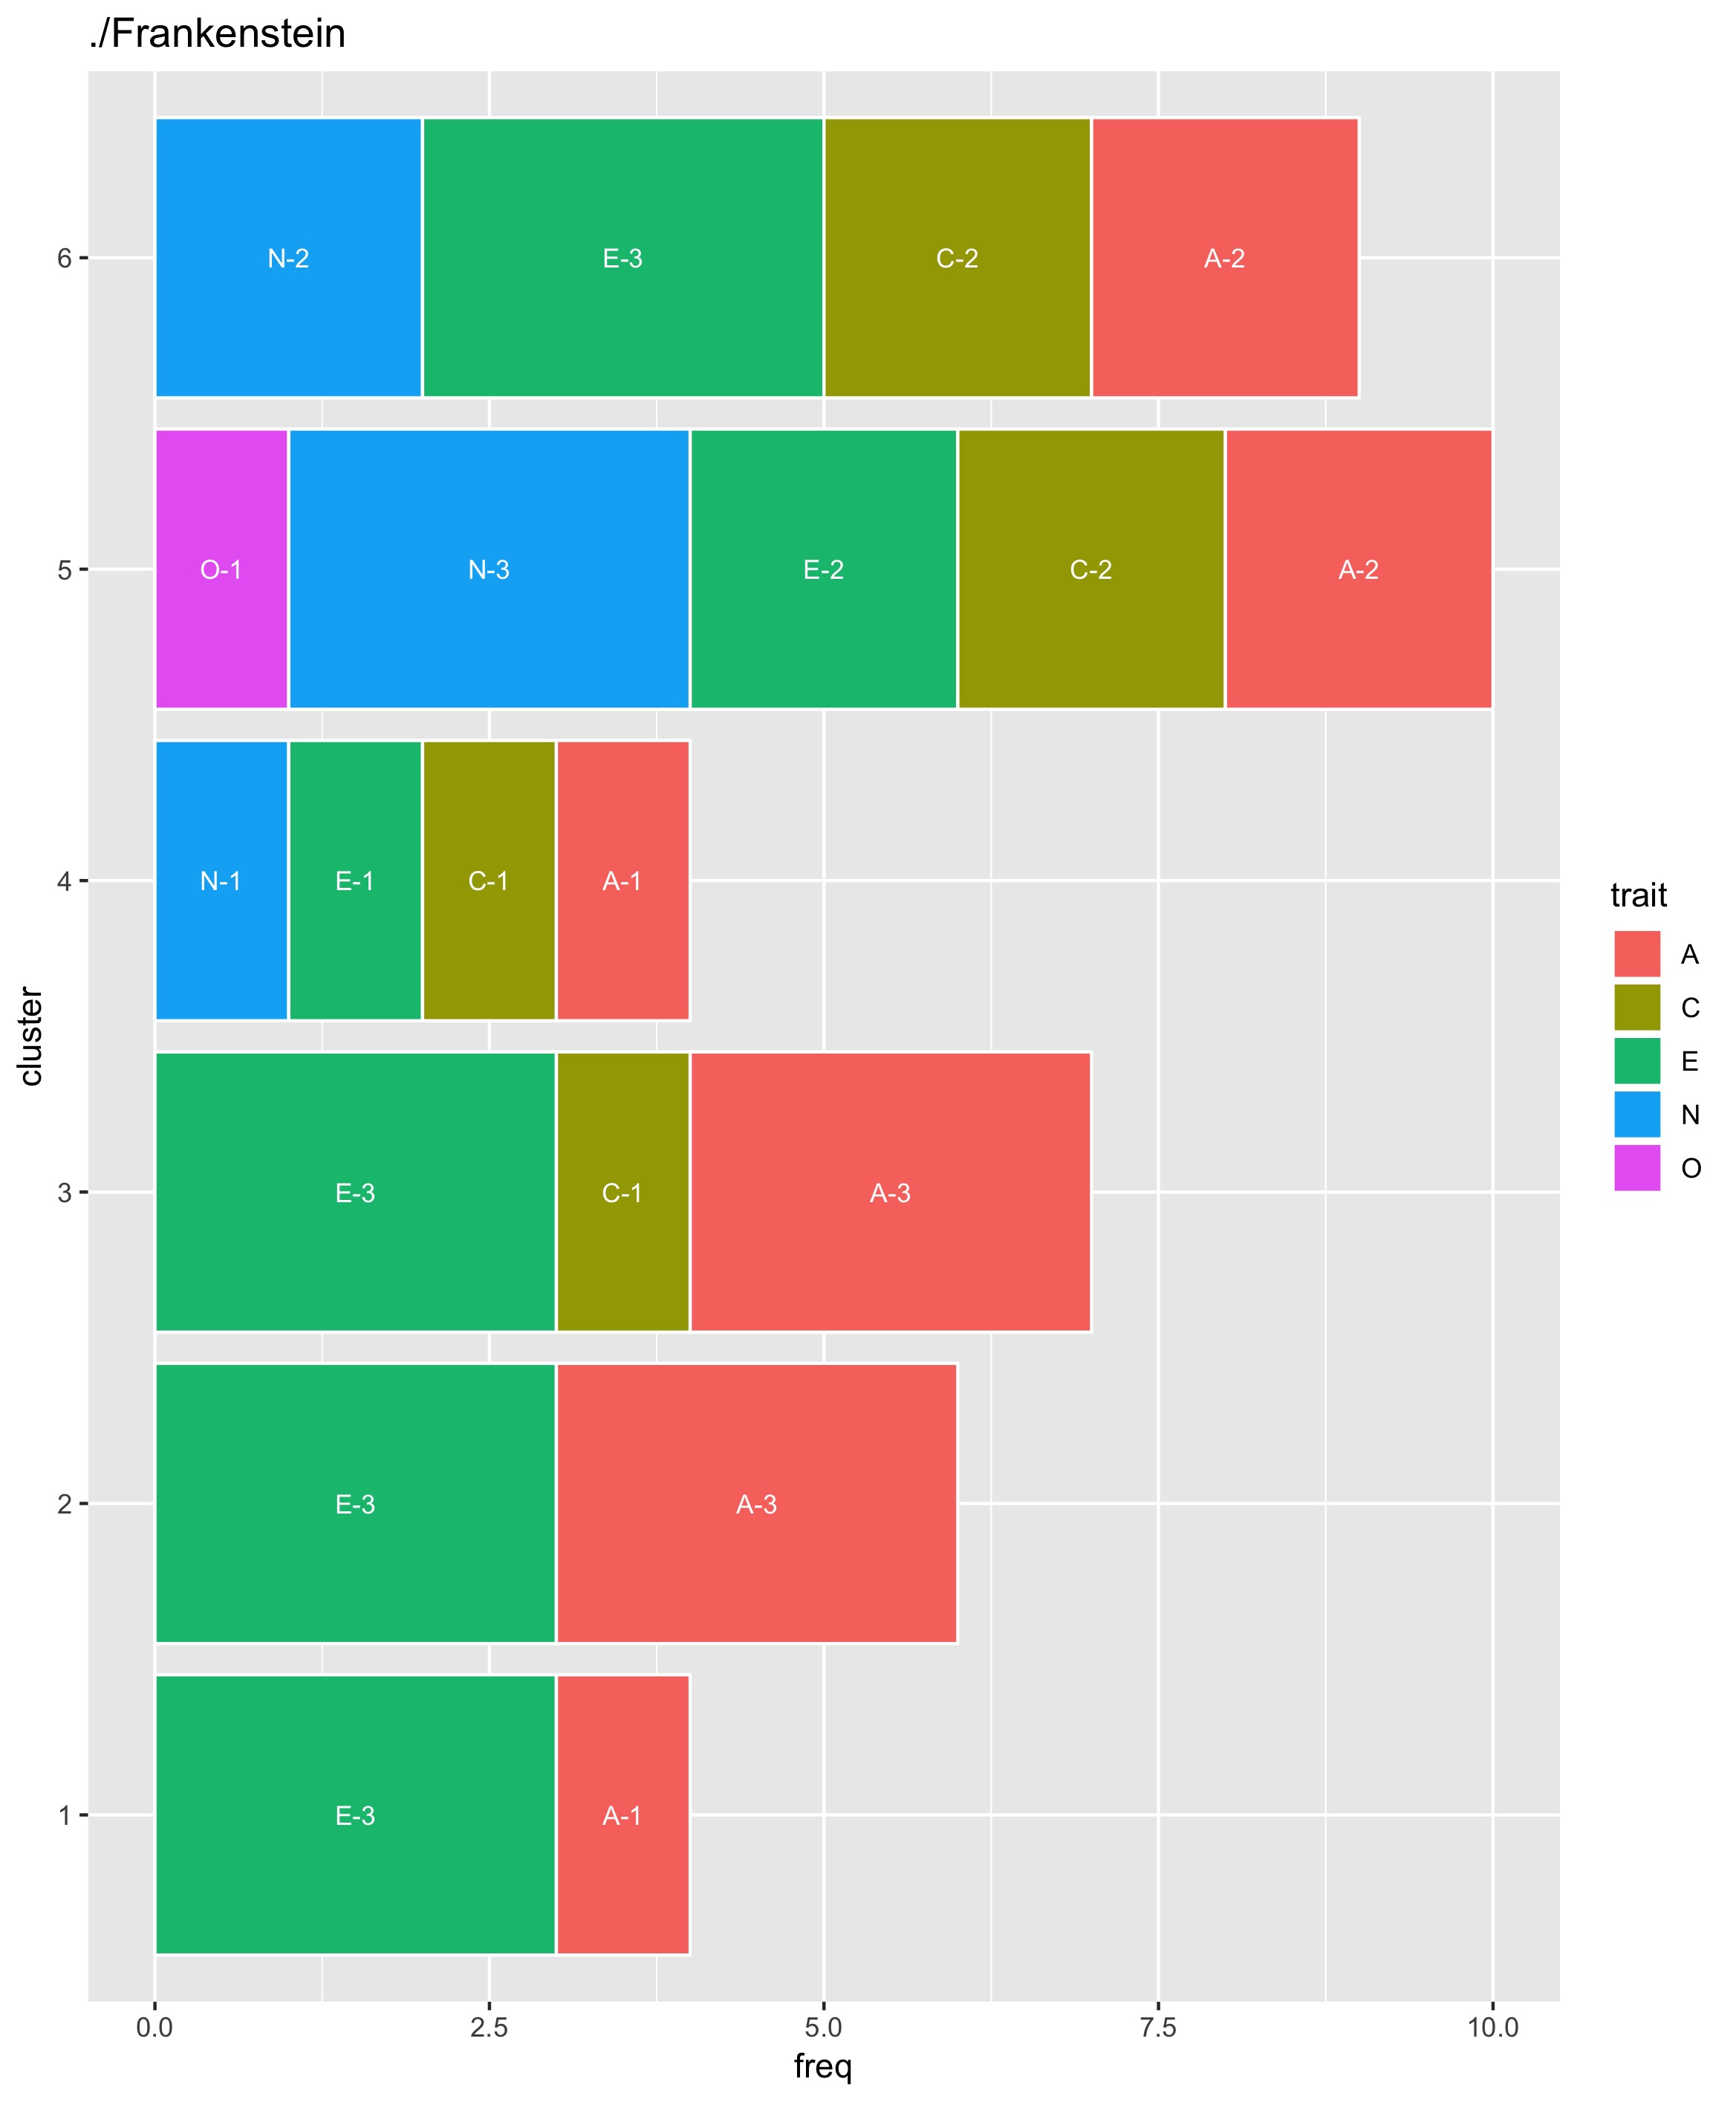 ./Frankenstein
6
N-2 E-3 C-2 A-2
5
O-1 N-3 E-2 C-2 A-2
4
N-1 E-1 C-1 A-1
3
E-3 C-1 A-3
2
E-3 A-3
1
E-3 A-1
cluster
0.0 2.5 5.0 7.5 10.0
freq
trait
A
C
E
N
O